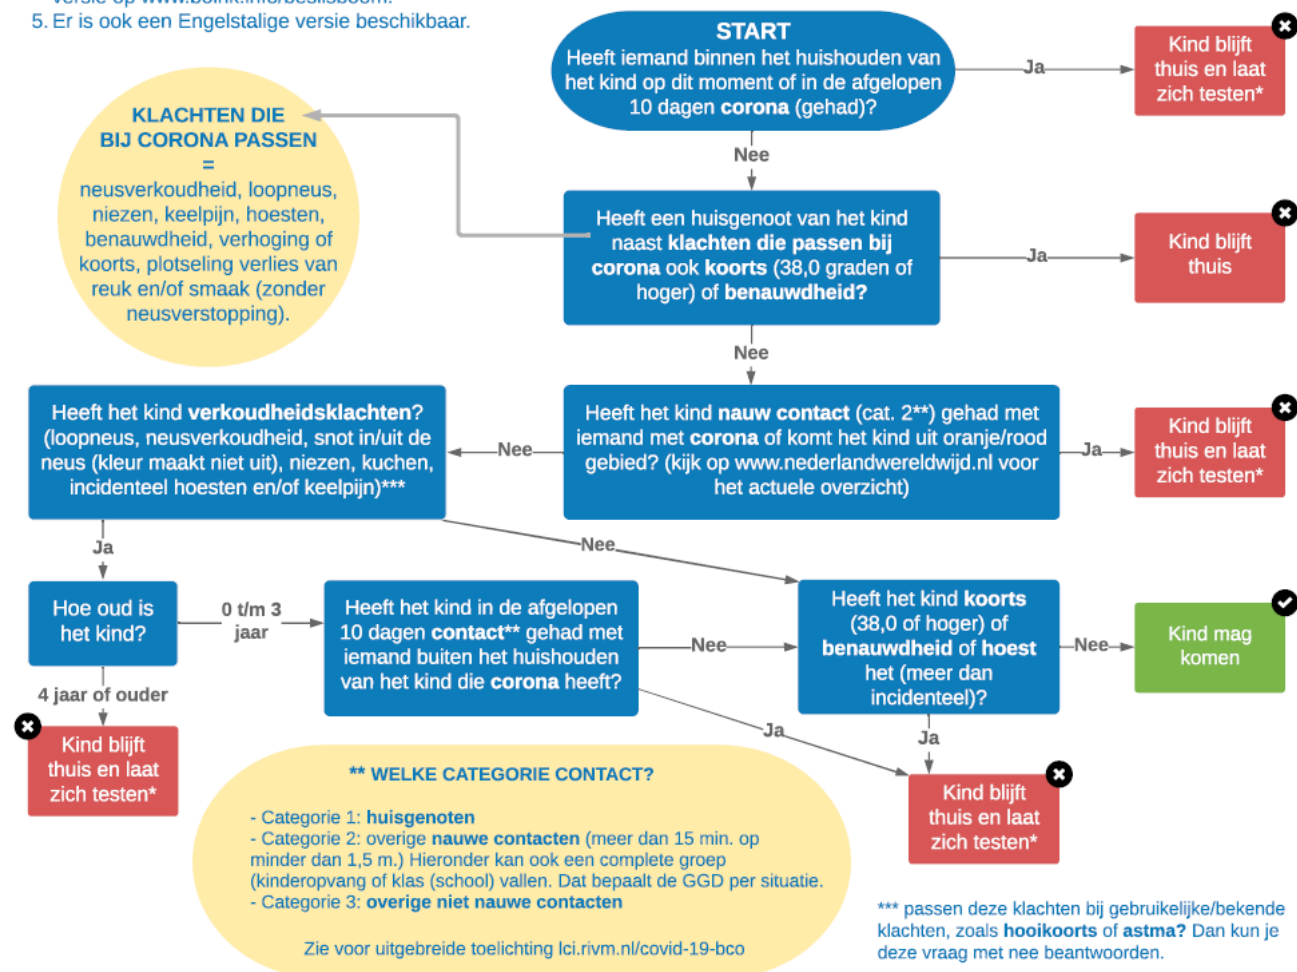 versie op www.boink.info/beslisboom.
5. Er is ook een Engelstalige versie beschikbaar.
START
Heeft iemand binnen het huishouden van
het kind op dit moment of in de afgelopen
10 dagen corona (gehad)?
Ja
Kind blijft
thuis en laat
zich testen*
Nee
KLACHTEN DIE
BIJ CORONA PASSEN
=
neusverkoudheid, loopneus,
niezen, keelpijn, hoesten,
benauwdheid, verhoging of
koorts, plotseling verlies van
reuk en/of smaak (zonder
neusverstopping).
Heeft een huisgenoot van het kind
naast klachten die passen bij
corona ook koorts (38,0 graden of
hoger) of benauwdheid?
Ja
Kind blijft
thuis
Nee
Heeft het kind verkoudheidsklachten?
(loopneus, neusverkoudheid, snot in/uit de
neus (kleur maakt niet uit), niezen, kuchen,
incidenteel hoesten en/of keelpijn)***
Nee
Heeft het kind nauw contact (cat. 2**) gehad met
iemand met corona of komt het kind uit oranje/rood
gebied? (kijk op www.nederlandwereldwijd.nl voor
het actuele overzicht)
Ja
Kind blijft
thuis en laat
zich testen*
Ja
Nee
Hoe oud is
het kind?
0 t/m 3
jaar
Heeft het kind in de afgelopen
10 dagen contact** gehad met
iemand buiten het huishouden
van het kind die corona heeft?
Nee
Heeft het kind koorts
(38,0 of hoger) of
benauwdheid of hoest
het (meer dan
incidenteel)?
Nee
Kind mag
komen
4 jaar of ouder
Kind blijft
thuis en laat
zich testen*
Ja
Ja
Kind blijft
thuis en laat
zich testen*
** WELKE CATEGORIE CONTACT?
- Categorie 1: huisgenoten
- Categorie 2: overige nauwe contacten (meer dan 15 min. op
minder dan 1,5 m.) Hieronder kan ook een complete groep
(kinderopvang of klas (school) vallen. Dat bepaalt de GGD per situatie.
- Categorie 3: overige niet nauwe contacten
Zie voor uitgebreide toelichting lci.rivm.nl/covid-19-bco
*** passen deze klachten bij gebruikelijke/bekende
klachten, zoals hooikoorts of astma? Dan kun je
deze vraag met nee beantwoorden.